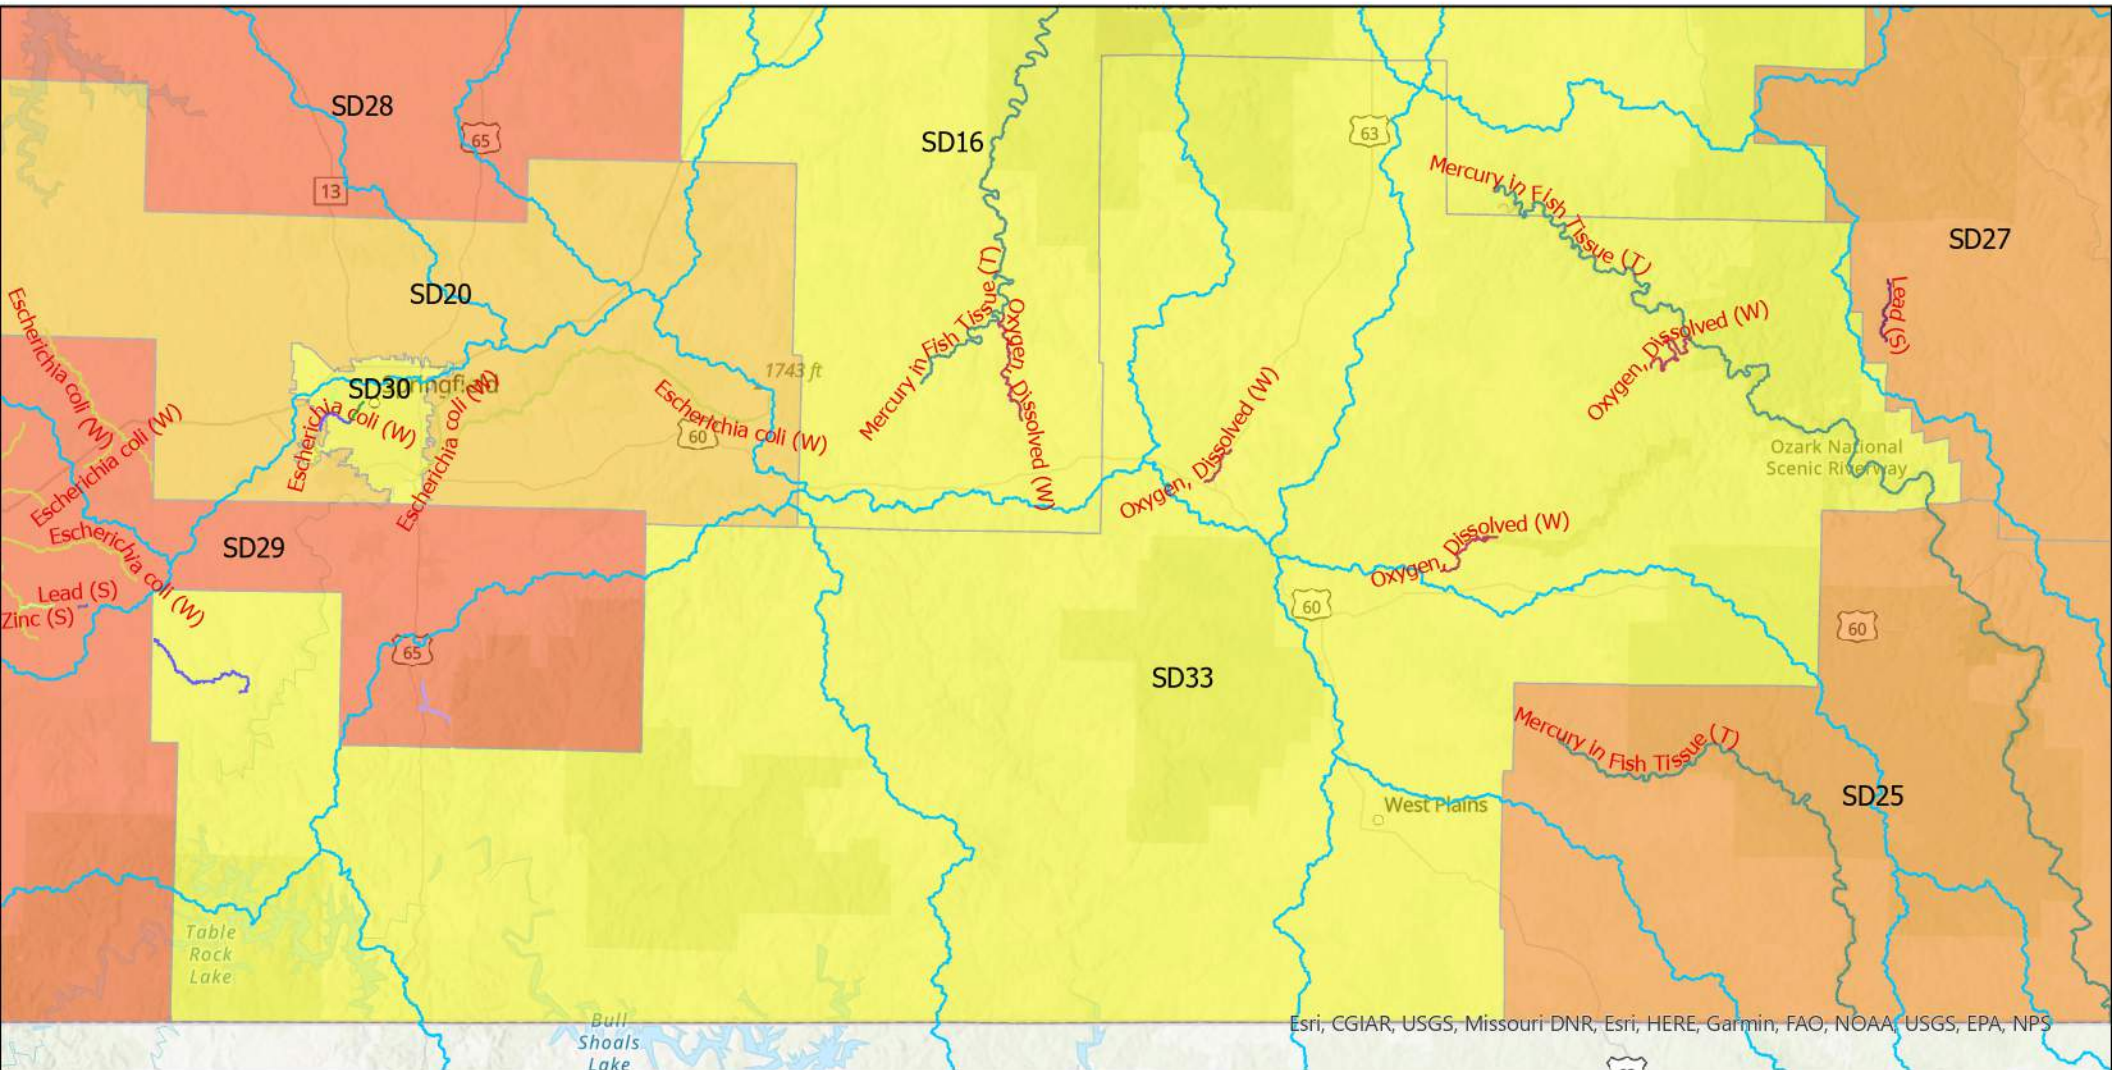 SD28
65
13
SD16
63
Mercury in Fish Tissue (T)
SD27
Mercury in Fish Tissue (T)
Oxygen, Dissolved (W)
Lead (S)
SD20
Escherichia coli (W)
Escherichia coli (W)
SD30
Escherichia coli (W)
Escherichia coli (W)
Escherichia coli (W)
60
1743 ft
Oxygen, Dissolved (W)
Oxygen, Dissolved (W)
Ozark National
Scenic Riverway
Escherichia coli (W)
SD29
Lead (S)
Zinc (S)
Oxygen, Dissolved (W)
60
60
65
SD33
Mercury in Fish Tissue (T)
SD25
West Plains
Table
Rock
Lake
Bull
Shoals
Lake
Esri, CGIAR, USGS, Missouri DNR, Esri, HERE, Garmin, FAO, NOAA, USGS, EPA, NPS